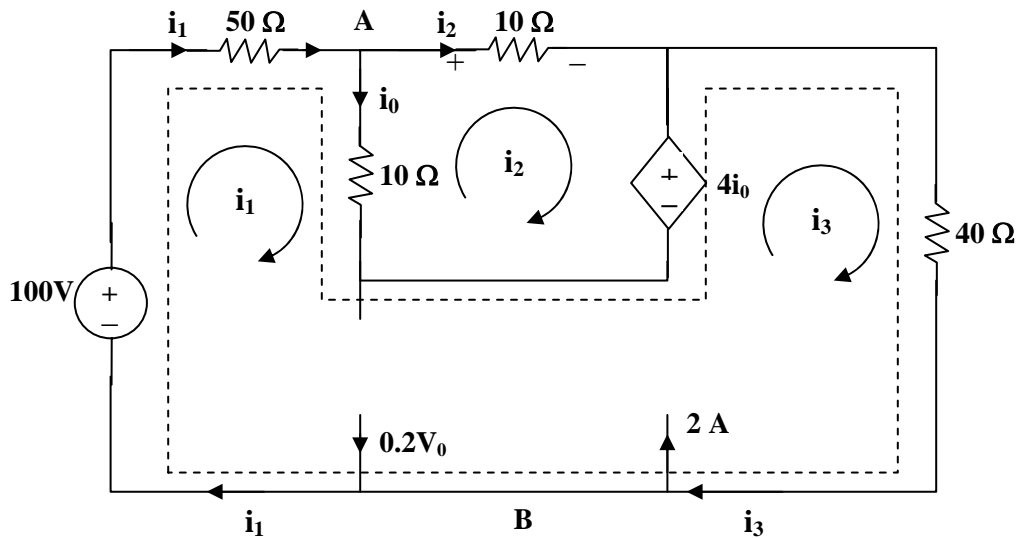 i₁ 50 Ω A i₂ 10 Ω
+ −
i₀
10 Ω
i₁
i₂
+
−
4i₀
i₃
40 Ω
100V
+
−
0.2V₀
2 A
i₁ B i₃